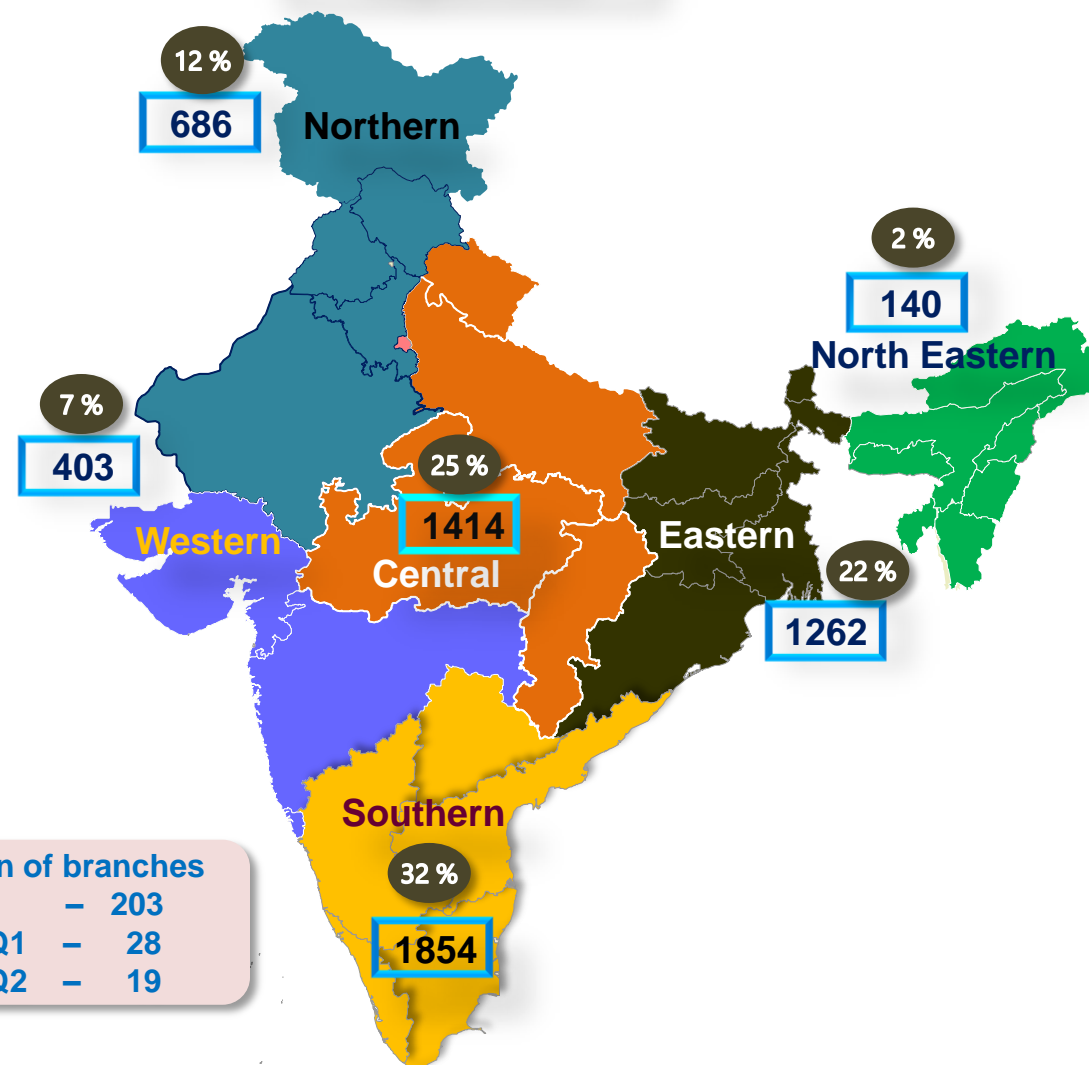 12 %
686
Northern
2 %
140
North Eastern
7 %
403
25 %
1414
Western
Central
Eastern
22 %
1262
Southern
32 %
1854
of branches
– 203
Q1 – 28
Q2 – 19